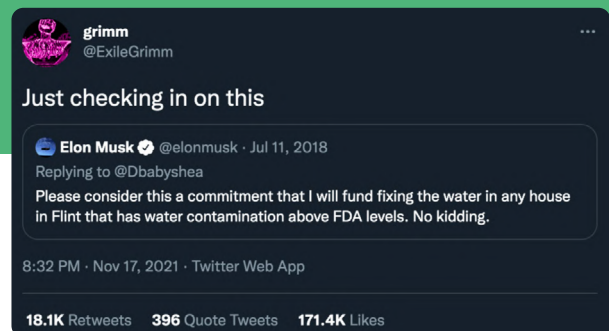 grimm
@ExileGrimm
Just checking in on this
Elon Musk @elonmusk · Jul 11, 2018
Replying to @Dbabyshea
Please consider this a commitment that I will fund fixing the water in any house
in Flint that has water contamination above FDA levels. No kidding.
8:32 PM · Nov 17, 2021 · Twitter Web App
18.1K Retweets 396 Quote Tweets 171.4K Likes